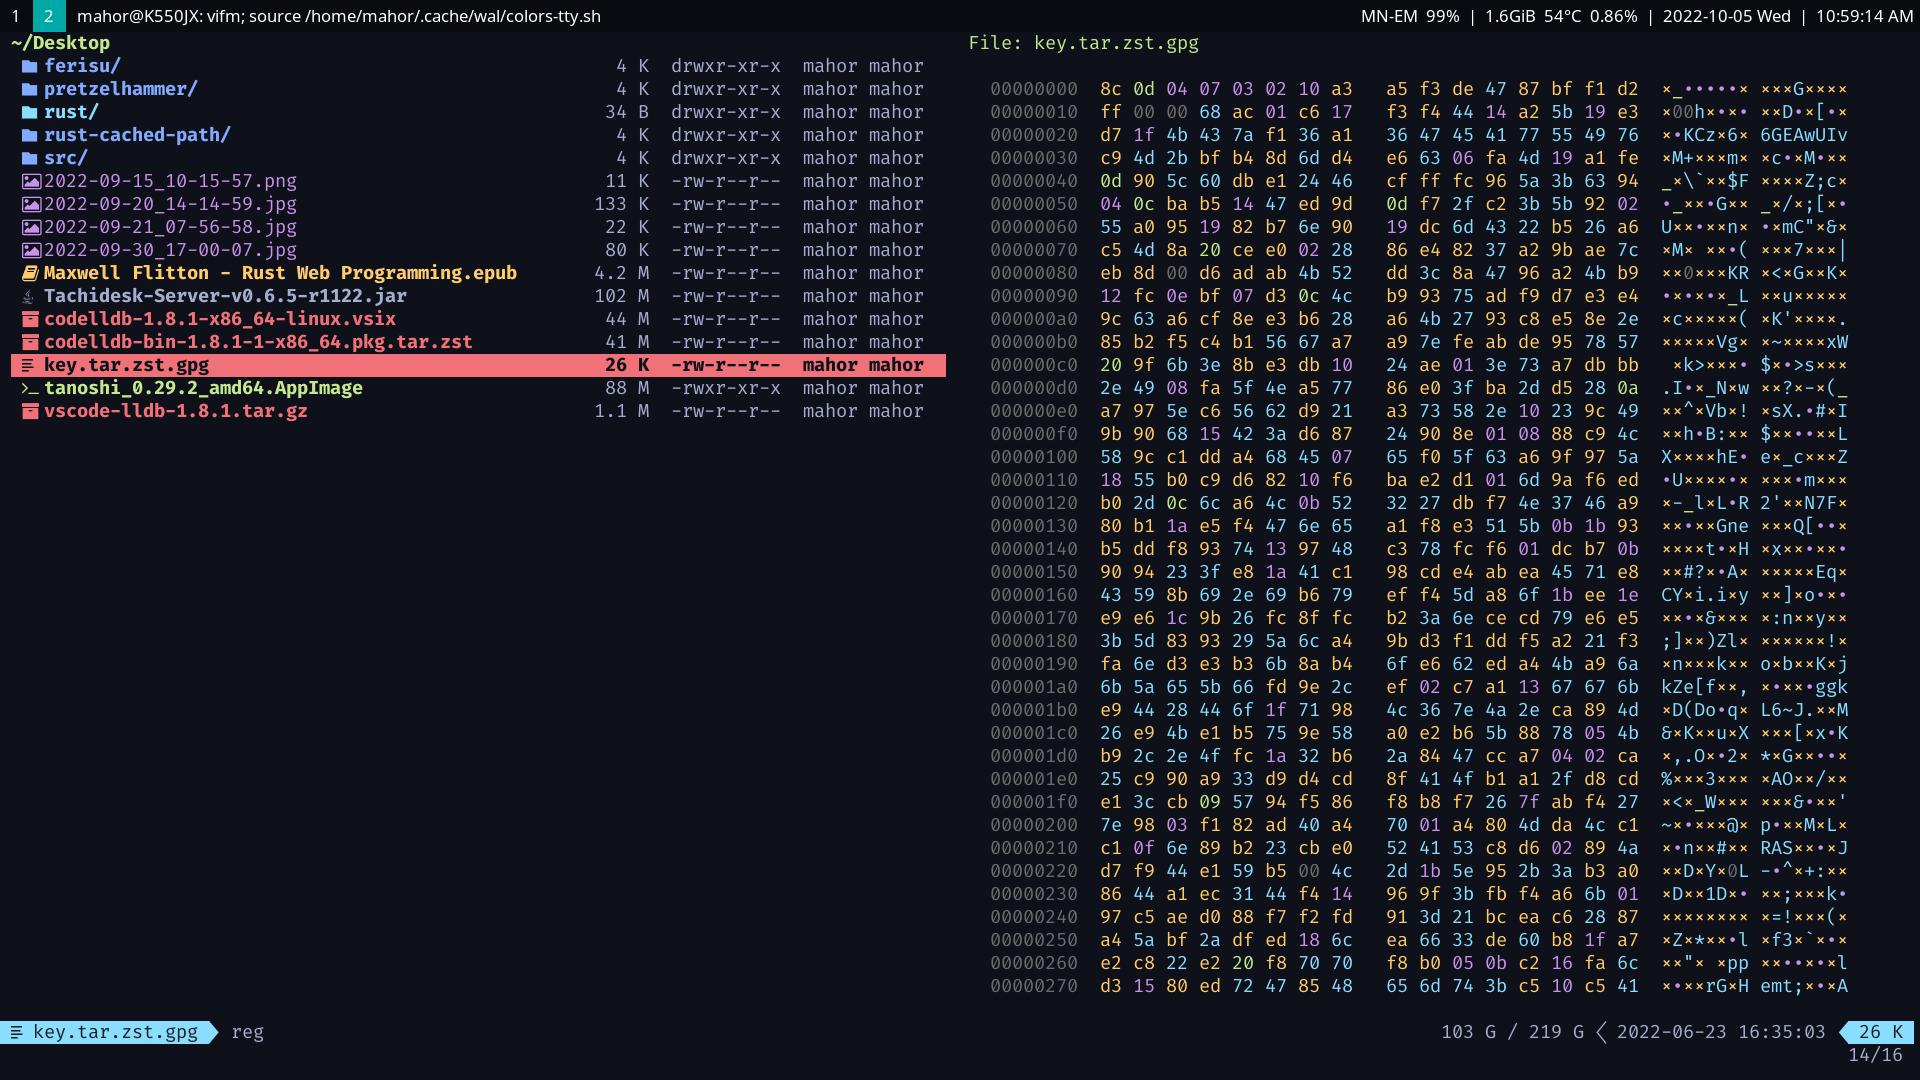 1 2 mahor@K550JX: vifm; source /home/mahor/.cache/wal/colors-tty.sh MN-EM 99% | 1.6GiB 54°C 0.86% | 2022-10-05 Wed | 10:59:14 AM
~/Desktop
ferisu/ 4 K drwxr-xr-x mahor mahor
pretzelhammer/ 4 K drwxr-xr-x mahor mahor
rust/ 34 B drwxr-xr-x mahor mahor
rust-cached-path/ 4 K drwxr-xr-x mahor mahor
src/ 4 K drwxr-xr-x mahor mahor
2022-09-15_10-15-57.png 11 K -rw-r--r-- mahor mahor
2022-09-20_14-14-59.jpg 133 K -rw-r--r-- mahor mahor
2022-09-21_07-56-58.jpg 22 K -rw-r--r-- mahor mahor
2022-09-30_17-00-07.jpg 80 K -rw-r--r-- mahor mahor
Maxwell Flitton - Rust Web Programming.epub 4.2 M -rw-r--r-- mahor mahor
Tachidesk-Server-v0.6.5-r1122.jar 102 M -rw-r--r-- mahor mahor
codelldb-1.8.1-x86_64-linux.vsix 44 M -rw-r--r-- mahor mahor
codelldb-bin-1.8.1-1-x86_64.pkg.tar.zst 41 M -rw-r--r-- mahor mahor
key.tar.zst.gpg 26 K -rw-r--r-- mahor mahor
tanoshi_0.29.2_amd64.AppImage 88 M -rwxr-xr-x mahor mahor
vscode-lldb-1.8.1.tar.gz 1.1 M -rw-r--r-- mahor mahor
File: key.tar.zst.gpg
00000000 8c 0d 04 07 03 02 10 a3 a5 f3 de 47 87 bf f1 d2 ×_•••••× ×××G××××
00000010 ff 00 00 68 ac 01 c6 17 f3 f4 44 14 a2 5b 19 e3 ×00h×•×• ××D•×[•×
00000020 d7 1f 4b 43 7a f1 36 a1 36 47 45 41 77 55 49 76 ×•KCz×6× 6GEAwUIv
00000030 c9 4d 2b bf b4 8d 6d d4 e6 63 06 fa 4d 19 a1 fe ×M+×××m× ×c•×M•××
00000040 0d 90 5c 60 db e1 24 46 cf ff fc 96 5a 3b 63 94 _×\`××$F ××××Z;c×
00000050 04 0c ba b5 14 47 ed 9d 0d f7 2f c2 3b 5b 92 02 •_××•G×× _×/×;[×•
00000060 55 a0 95 19 82 b7 6e 90 19 dc 6d 43 22 b5 26 a6 U××•××n× •×mC"×&×
00000070 c5 4d 8a 20 ce e0 02 28 86 e4 82 37 a2 9b ae 7c ×M× ××•( ×××7×××|
00000080 eb 8d 00 d6 ad ab 4b 52 dd 3c 8a 47 96 a2 4b b9 ××0×××KR ×<×G××K×
00000090 12 fc 0e bf 07 d3 0c 4c b9 93 75 ad f9 d7 e3 e4 •×•×•×_L ××u×××××
000000a0 9c 63 a6 cf 8e e3 b6 28 a6 4b 27 93 c8 e5 8e 2e ×c×××××( ×K'××××.
000000b0 85 b2 f5 c4 b1 56 67 a7 a9 7e fe ab de 95 78 57 ×××××Vg× ×~××××xW
000000c0 20 9f 6b 3e 8b e3 db 10 24 ae 01 3e 73 a7 db bb  ×k>×××• $×•>s×××
000000d0 2e 49 08 fa 5f 4e a5 77 86 e0 3f ba 2d d5 28 0a .I•×_N×w ××?×-×(_
000000e0 a7 97 5e c6 56 62 d9 21 a3 73 58 2e 10 23 9c 49 ××^×Vb×! ×sX.•#×I
000000f0 9b 90 68 15 42 3a d6 87 24 90 8e 01 08 88 c9 4c ××h•B:×× $××••××L
00000100 58 9c c1 dd a4 68 45 07 65 f0 5f 63 a6 9f 97 5a X××××hE• e×_c×××Z
00000110 18 55 b0 c9 d6 82 10 f6 ba e2 d1 01 6d 9a f6 ed •U××××•× ×××•m×××
00000120 b0 2d 0c 6c a6 4c 0b 52 32 27 db f7 4e 37 46 a9 ×-_l×L•R 2'××N7F×
00000130 80 b1 1a e5 f4 47 6e 65 a1 f8 e3 51 5b 0b 1b 93 ××•××Gne ×××Q[••×
00000140 b5 dd f8 93 74 13 97 48 c3 78 fc f6 01 dc b7 0b ××××t•×H ×x××•××•
00000150 90 94 23 3f e8 1a 41 c1 98 cd e4 ab ea 45 71 e8 ××#?×•A× ×××××Eq×
00000160 43 59 8b 69 2e 69 b6 79 ef f4 5d a8 6f 1b ee 1e CY×i.i×y ××]×o•×•
00000170 e9 e6 1c 9b 26 fc 8f fc b2 3a 6e ce cd 79 e6 e5 ××•×&××× ×:n××y××
00000180 3b 5d 83 93 29 5a 6c a4 9b d3 f1 dd f5 a2 21 f3 ;]××)Zl× ××××××!×
00000190 fa 6e d3 e3 b3 6b 8a b4 6f e6 62 ed a4 4b a9 6a ×n×××k×× o×b××K×j
000001a0 6b 5a 65 5b 66 fd 9e 2c ef 02 c7 a1 13 67 67 6b kZe[f××, ×•××•ggk
000001b0 e9 44 28 44 6f 1f 71 98 4c 36 7e 4a 2e ca 89 4d ×D(Do•q× L6~J.××M
000001c0 26 e9 4b e1 b5 75 9e 58 a0 e2 b6 5b 88 78 05 4b &×K××u×X ×××[×x•K
000001d0 b9 2c 2e 4f fc 1a 32 b6 2a 84 47 cc a7 04 02 ca ×,.O×•2× *×G××••×
000001e0 25 c9 90 a9 33 d9 d4 cd 8f 41 4f b1 a1 2f d8 cd %×××3××× ×AO××/××
000001f0 e1 3c cb 09 57 94 f5 86 f8 b8 f7 26 7f ab f4 27 ×<×_W××× ×××&•××'
00000200 7e 98 03 f1 82 ad 40 a4 70 01 a4 80 4d da 4c c1 ~×•×××@× p•××M×L×
00000210 c1 0f 6e 89 b2 23 cb e0 52 41 53 c8 d6 02 89 4a ×•n××#×× RAS××•×J
00000220 d7 f9 44 e1 59 b5 00 4c 2d 1b 5e 95 2b 3a b3 a0 ××D×Y×0L -•^×+:××
00000230 86 44 a1 ec 31 44 f4 14 96 9f 3b fb f4 a6 6b 01 ×D××1D×• ××;×××k•
00000240 97 c5 ae d0 88 f7 f2 fd 91 3d 21 bc ea c6 28 87 ×××××××× ×=!×××(×
00000250 a4 5a bf 2a df ed 18 6c ea 66 33 de 60 b8 1f a7 ×Z×*××•l ×f3×`×•×
00000260 e2 c8 22 e2 20 f8 70 70 f8 b0 05 0b c2 16 fa 6c ××"× ×pp ××••×•×l
00000270 d3 15 80 ed 72 47 85 48 65 6d 74 3b c5 10 c5 41 ×•××rG×H emt;×•×A
key.tar.zst.gpg reg 103 G / 219 G 2022-06-23 16:35:03 26 K
14/16